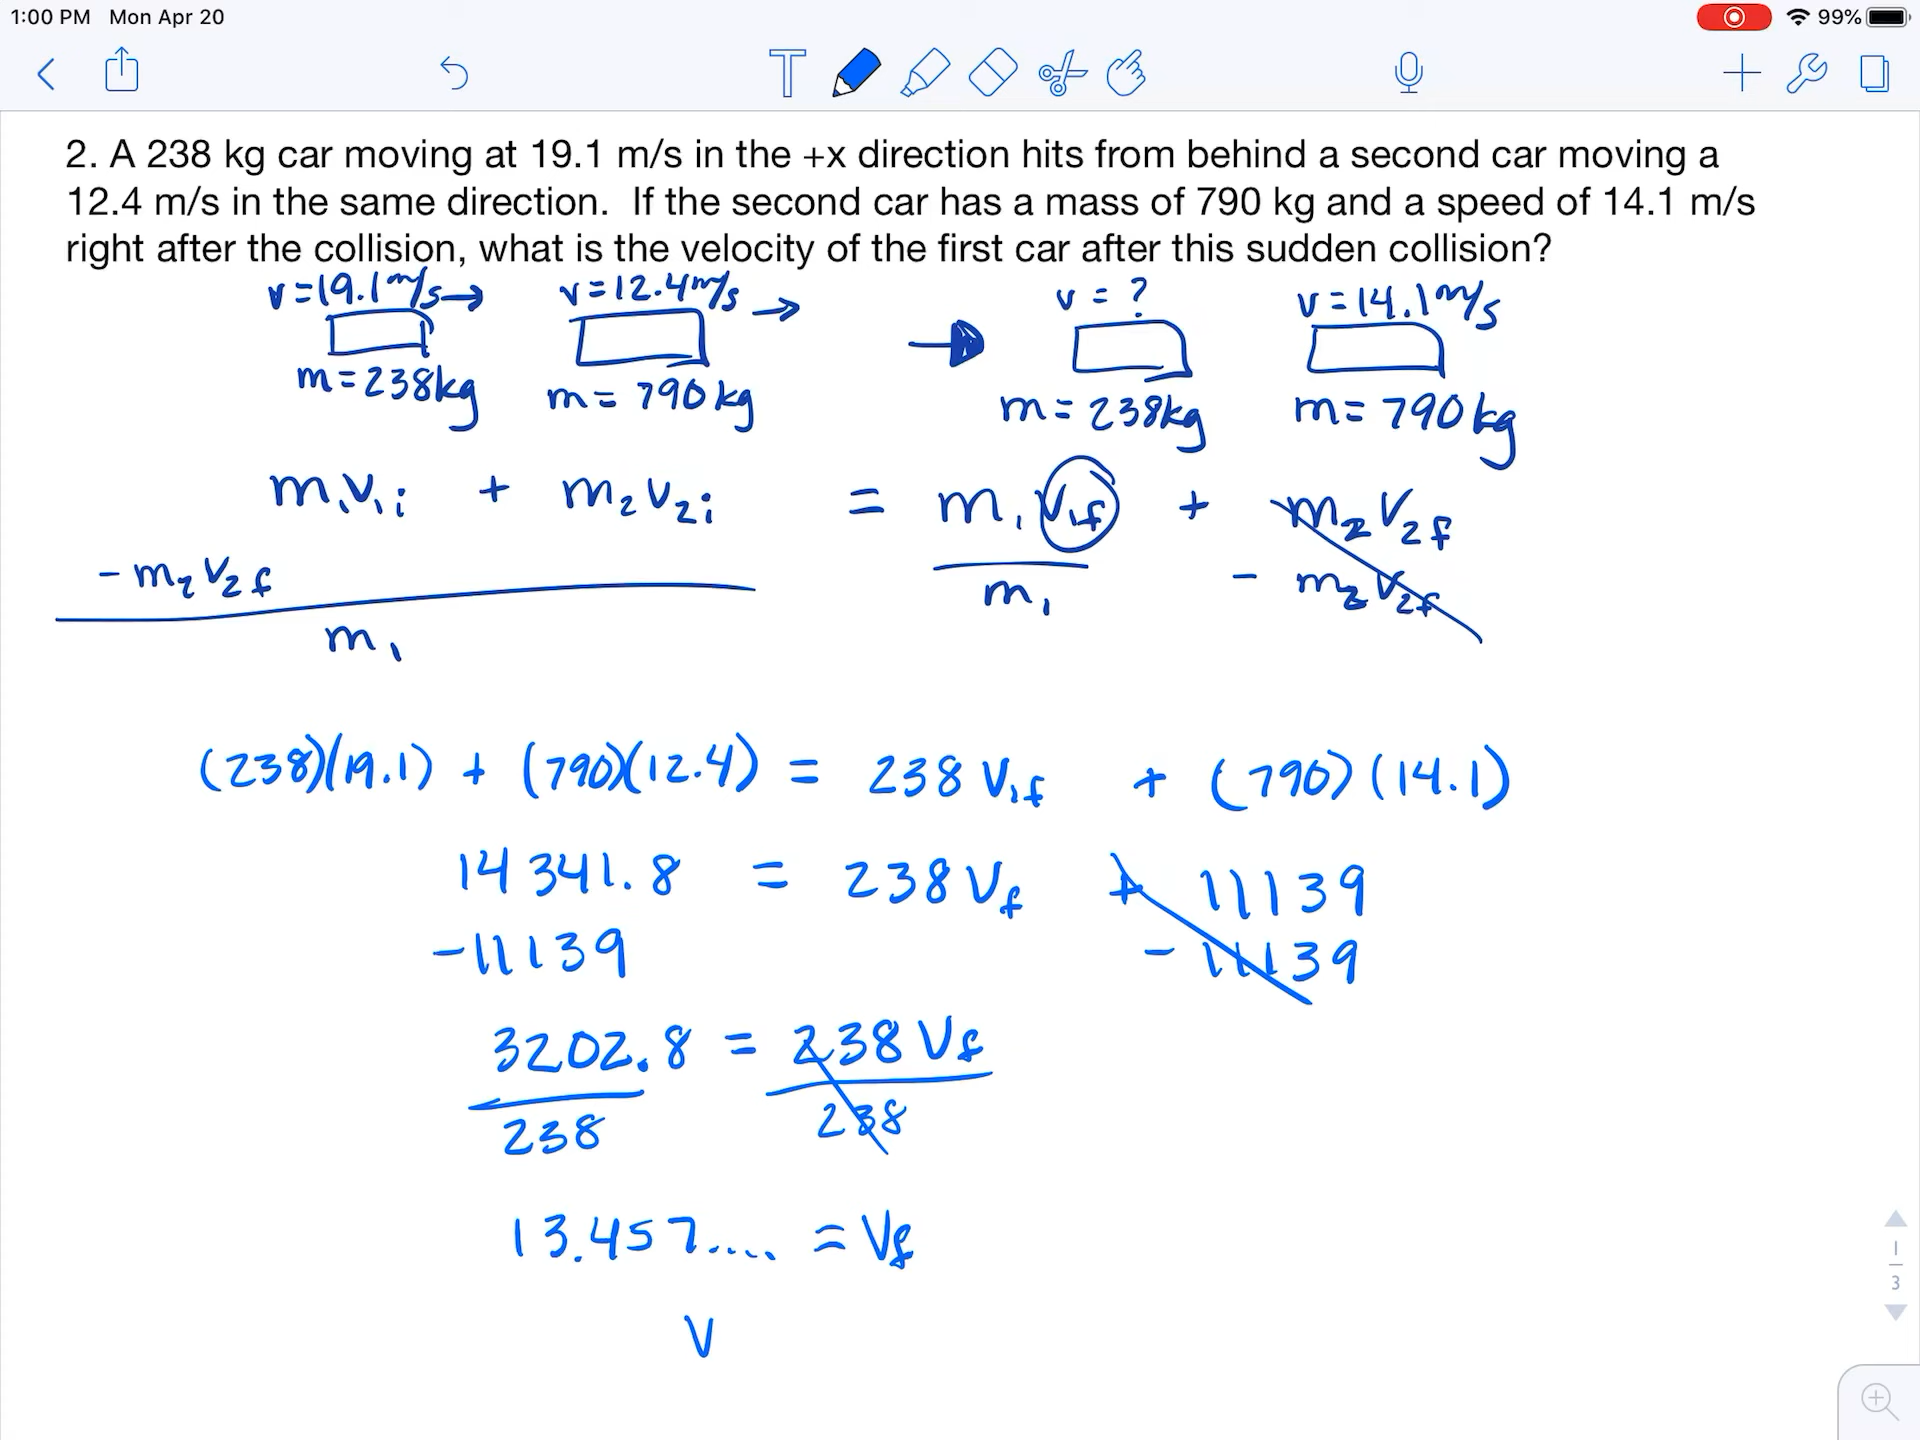 1:00 PM Mon Apr 20 99%
T
2. A 238 kg car moving at 19.1 m/s in the +x direction hits from behind a second car moving a
12.4 m/s in the same direction. If the second car has a mass of 790 kg and a speed of 14.1 m/s
right after the collision, what is the velocity of the first car after this sudden collision?
v=19.1m/s→ v=12.4m/s → v = ? v=14.1m/s
m=238kg m=790kg → m=238kg m=790kg
m₁v₁i + m₂v₂i = m₁v₁f + m₂v₂f
-m₂v₂f m₁ - m₂v₂f
m₁
(238)(19.1) + (790)(12.4) = 238 V₁f + (790)(14.1)
14341.8 = 238 Vf + 11139
-11139 - 11139
3202.8 = 238 Vf
238 238
13.457.... = Vf
V
1
3